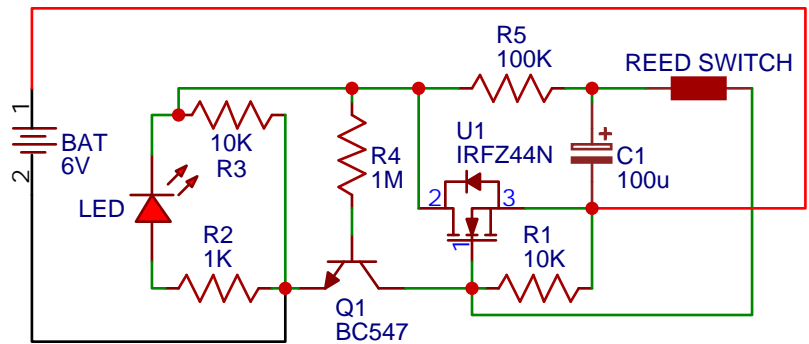 1
BAT
6V
2
LED
10K
R3
R2
1K
R4
1M
Q1
BC547
R5
100K
U1
IRFZ44N
2
3
1
R1
10K
+
C1
100u
REED SWITCH